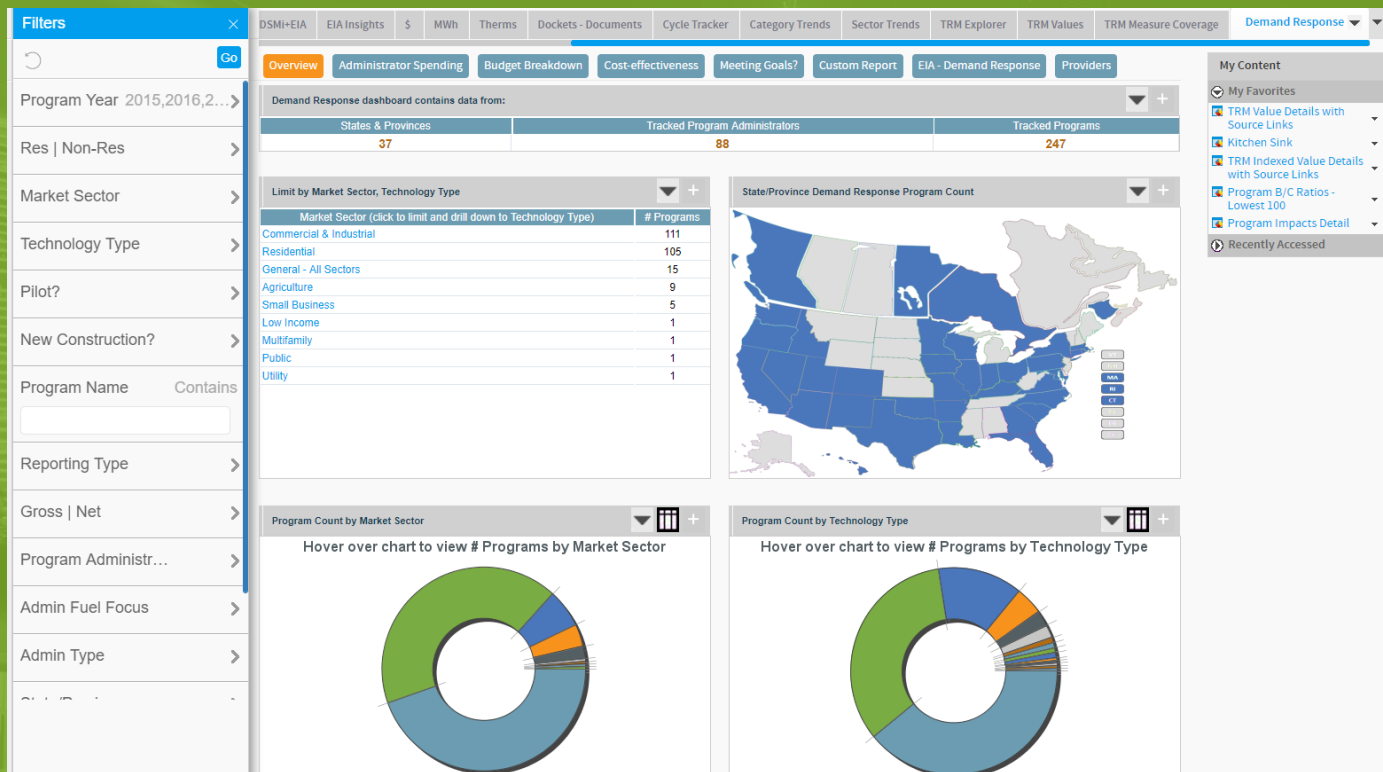 Filters
Go
Program Year 2015,2016,2...
Res | Non-Res
Market Sector
Technology Type
Pilot?
New Construction?
Program Name Contains
Reporting Type
Gross | Net
Program Administr...
Admin Fuel Focus
Admin Type
DSMi+EIA EIA Insights $ MWh Therms Dockets - Documents Cycle Tracker Category Trends Sector Trends TRM Explorer TRM Values TRM Measure Coverage Demand Response
Overview Administrator Spending Budget Breakdown Cost-effectiveness Meeting Goals? Custom Report EIA - Demand Response Providers
Demand Response dashboard contains data from:
States & Provinces Tracked Program Administrators Tracked Programs
37 88 247
Limit by Market Sector, Technology Type
Market Sector (click to limit and drill down to Technology Type) # Programs
Commercial & Industrial 111
Residential 105
General - All Sectors 15
Agriculture 9
Small Business 5
Low Income 1
Multifamily 1
Public 1
Utility 1
State/Province Demand Response Program Count
MA
RI
CT
Program Count by Market Sector
Hover over chart to view # Programs by Market Sector
Program Count by Technology Type
Hover over chart to view # Programs by Technology Type
My Content
My Favorites
TRM Value Details with
Source Links
Kitchen Sink
TRM Indexed Value Details
with Source Links
Program B/C Ratios -
Lowest 100
Program Impacts Detail
Recently Accessed